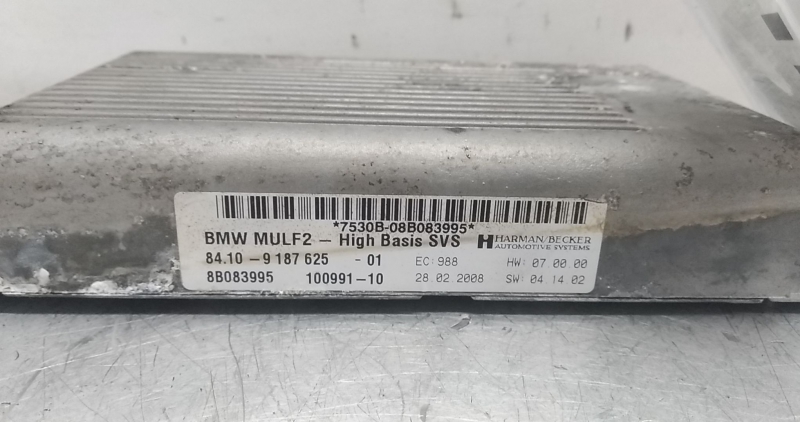 *7530B-08B083995*
BMW MULF2 - High Basis SVS HARMAN/BECKER
AUTOMOTIVE SYSTEMS
84.10-9 187 625 -01 EC: 988 HW: 07.00.00
8B083995 100991-10 28.02.2008 SW: 04.14.02